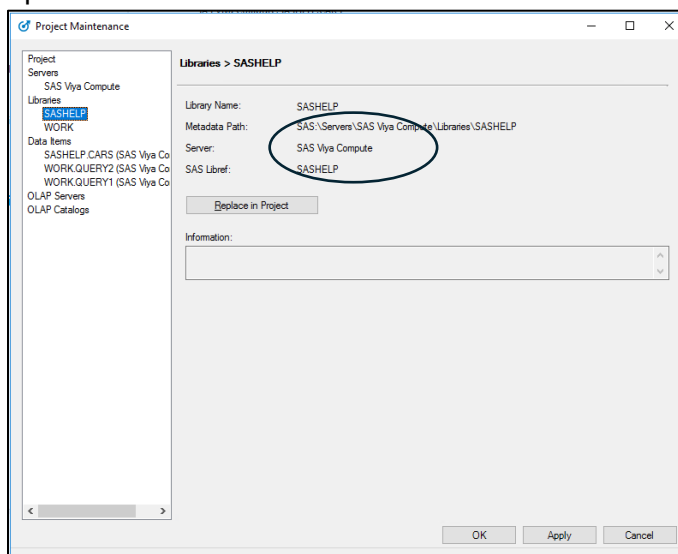 Project Maintenance
Project
Servers
SAS Viya Compute
Libraries
SASHELP
WORK
Data Items
SASHELP.CARS (SAS Viya Co
WORK.QUERY2 (SAS Viya Co
WORK.QUERY1 (SAS Viya Co
OLAP Servers
OLAP Catalogs
Libraries > SASHELP
Library Name: SASHELP
Metadata Path: SAS:\Servers\SAS Viya Compute\Libraries\SASHELP
Server: SAS Viya Compute
SAS Libref: SASHELP
Replace in Project
Information:
OK Apply Cancel